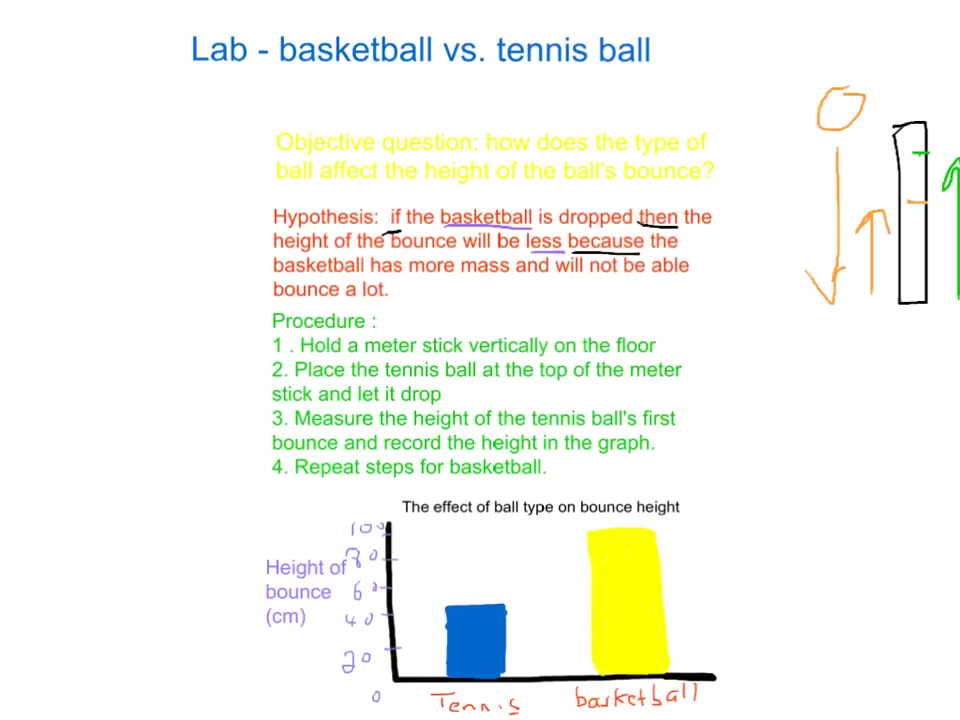 Lab - basketball vs. tennis ball
Objective question: how does the type of
ball affect the height of the ball's bounce?
Hypothesis: if the basketball is dropped then the
height of the bounce will be less because the
basketball has more mass and will not be able
bounce a lot.
Procedure :
1 . Hold a meter stick vertically on the floor
2. Place the tennis ball at the top of the meter
stick and let it drop
3. Measure the height of the tennis ball's first
bounce and record the height in the graph.
4. Repeat steps for basketball.
The effect of ball type on bounce height
Height of
bounce
(cm)
100
80
60
40
20
0
Tennis
basketball